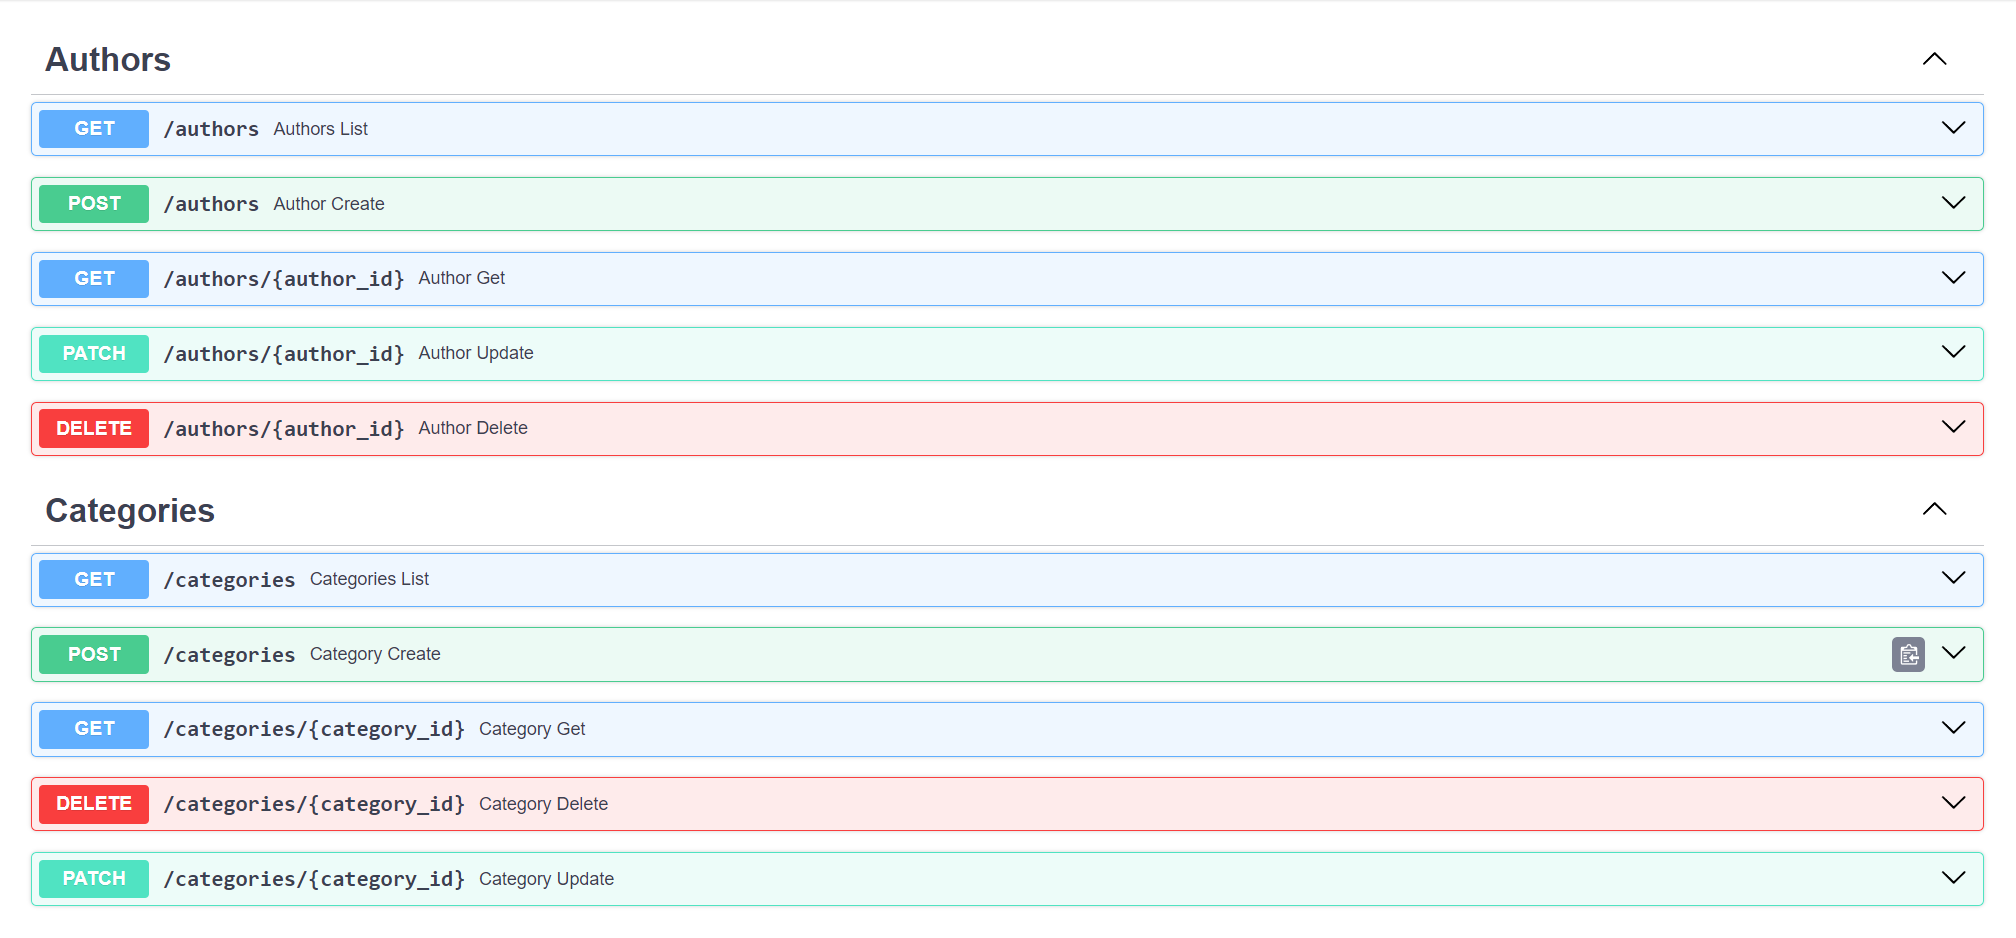 Authors
GET /authors Authors List
POST /authors Author Create
GET /authors/{author_id} Author Get
PATCH /authors/{author_id} Author Update
DELETE /authors/{author_id} Author Delete
Categories
GET /categories Categories List
POST /categories Category Create
GET /categories/{category_id} Category Get
DELETE /categories/{category_id} Category Delete
PATCH /categories/{category_id} Category Update